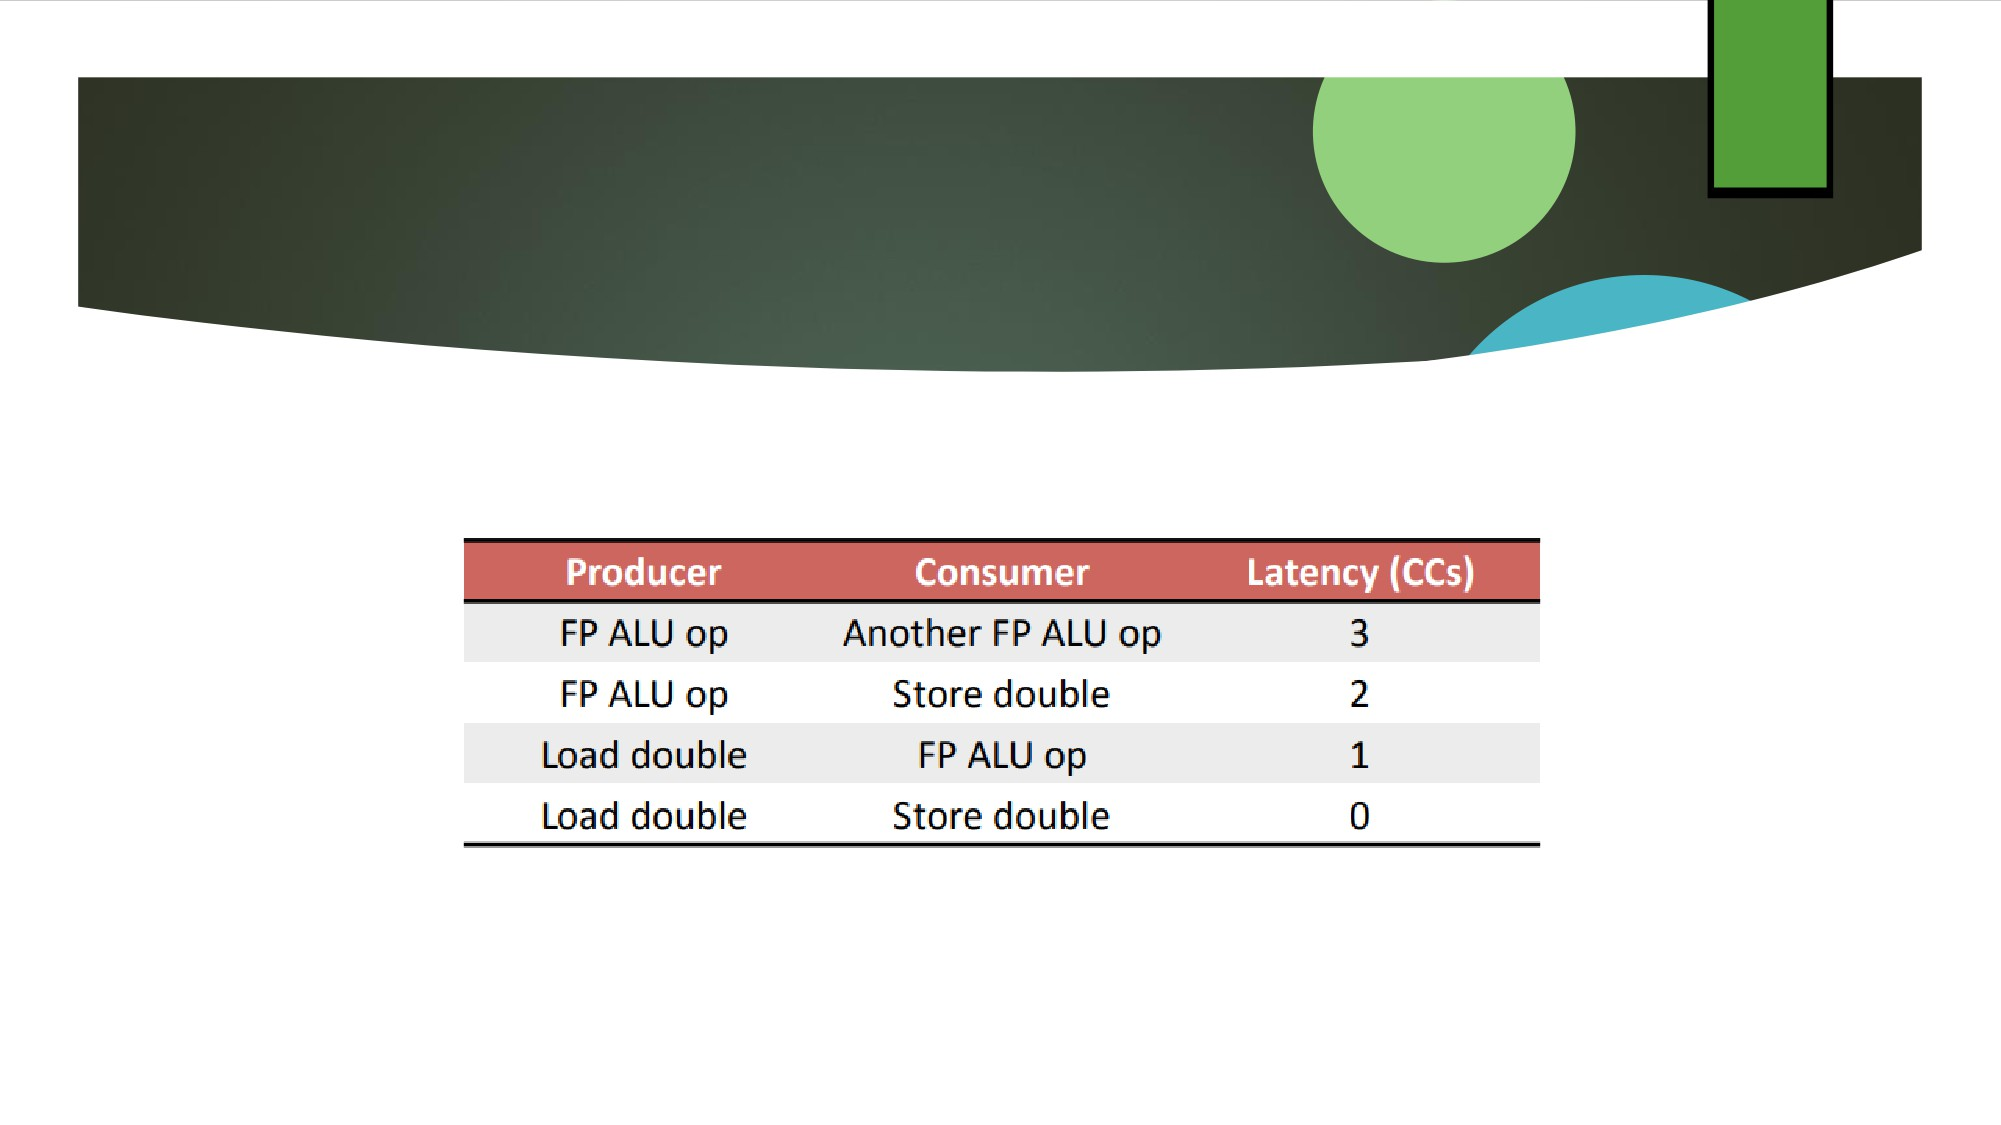 Producer Consumer Latency (CCs)
FP ALU op Another FP ALU op 3
FP ALU op Store double 2
Load double FP ALU op 1
Load double Store double 0